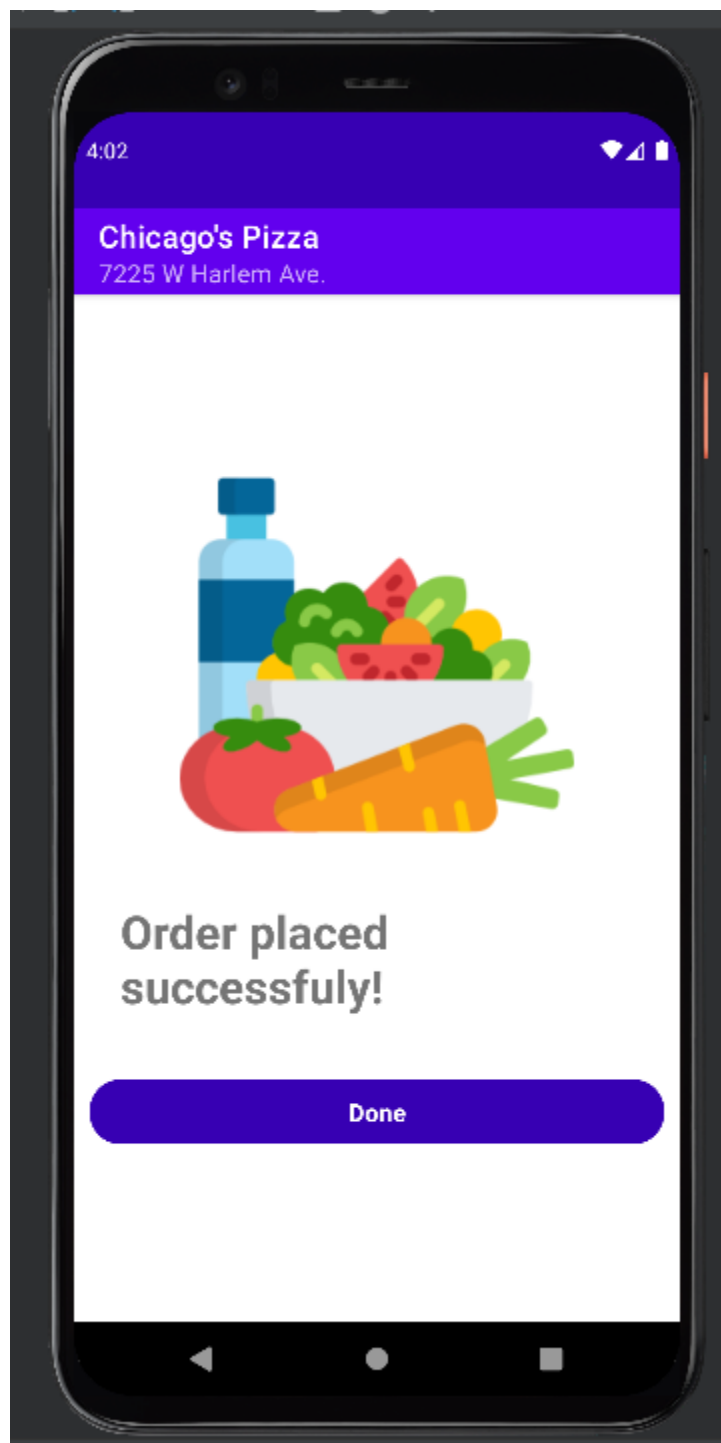 4:02
Chicago's Pizza
7225 W Harlem Ave.
Order placed
successfuly!
Done